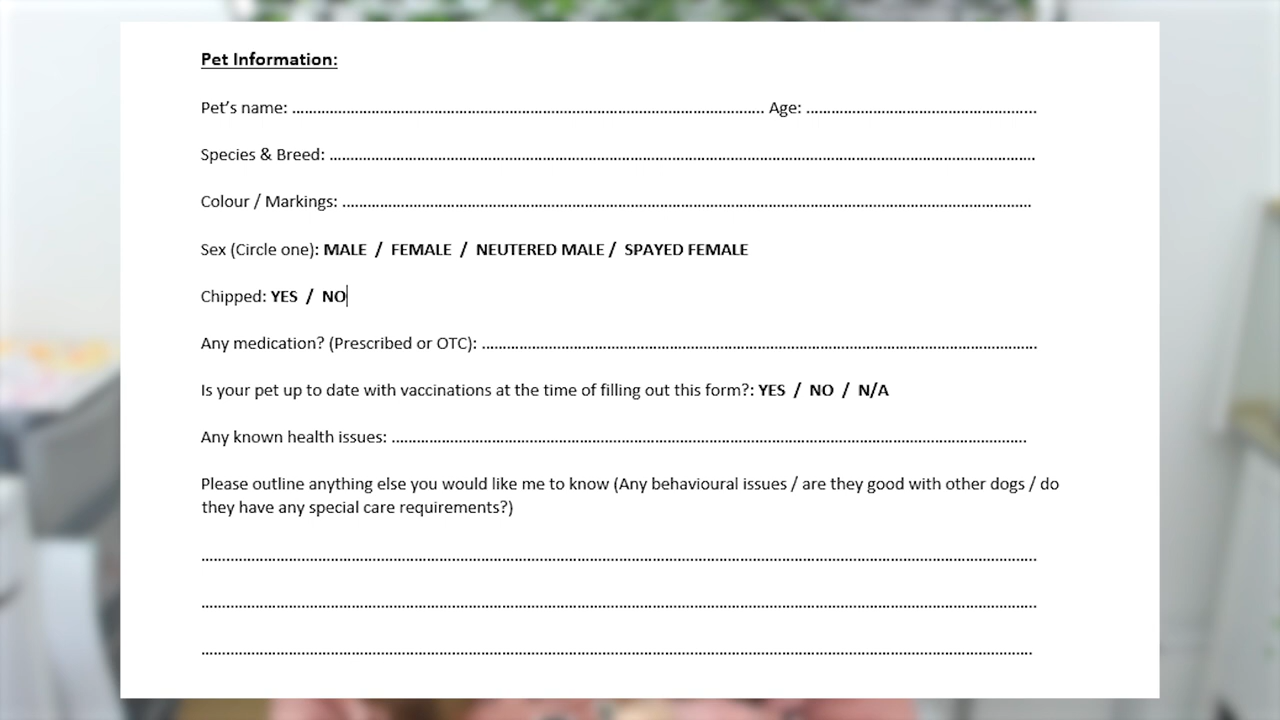 Pet Information:
Pet's name: ........................................................................................................ Age: ..................................................
Species & Breed: ........................................................................................................................................................
Colour / Markings: .....................................................................................................................................................
Sex (Circle one): MALE / FEMALE / NEUTERED MALE / SPAYED FEMALE
Chipped: YES / NO
Any medication? (Prescribed or OTC): ........................................................................................................................
Is your pet up to date with vaccinations at the time of filling out this form?: YES / NO / N/A
Any known health issues: ..........................................................................................................................................
Please outline anything else you would like me to know (Any behavioural issues / are they good with other dogs / do
they have any special care requirements?)
....................................................................................................................................................................................
....................................................................................................................................................................................
...................................................................................................................................................................................